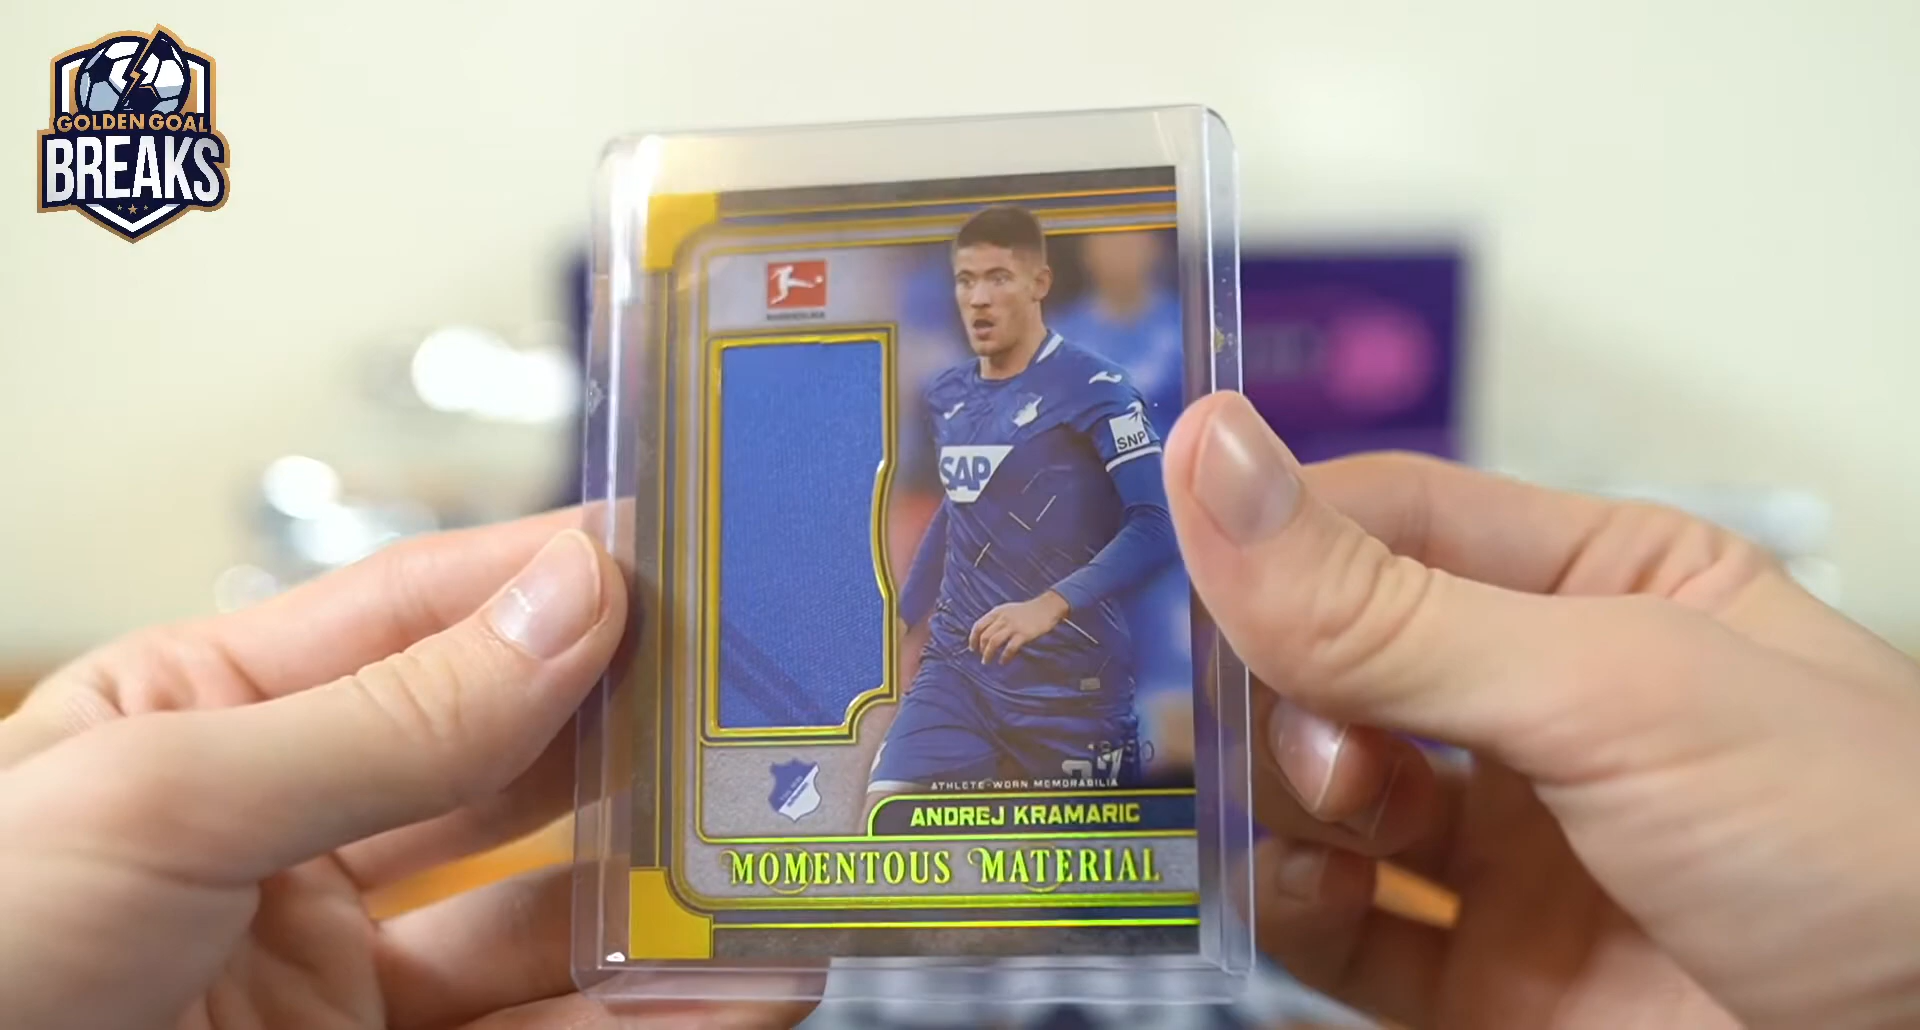 GOLDEN GOAL
BREAKS
SAP
SNP
ATHLETE-WORN MEMORABILIA
ANDREJ KRAMARIC
MOMENTOUS MATERIAL